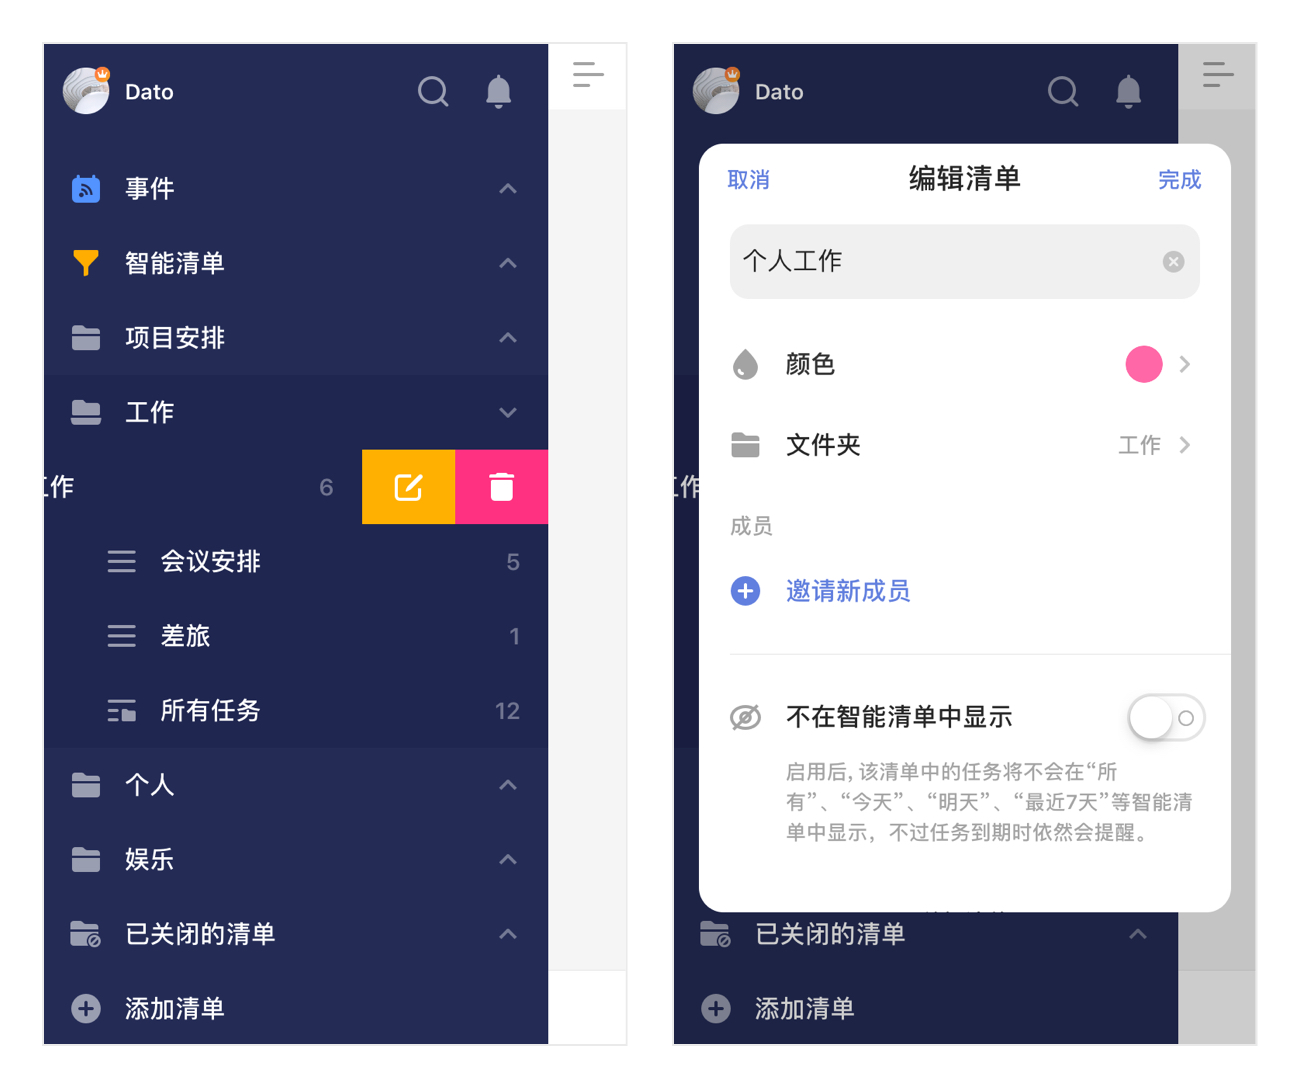 Dato
事件
智能清单
项目安排
工作
工作
6
会议安排
5
差旅
1
所有任务
12
个人
娱乐
已关闭的清单
添加清单
Dato
取消
编辑清单
完成
个人工作
颜色
文件夹
工作
工作
成员
邀请新成员
不在智能清单中显示
启用后, 该清单中的任务将不会在“所
有”、“今天”、“明天”、“最近7天”等智能清
单中显示，不过任务到期时依然会提醒。
已关闭的清单
添加清单